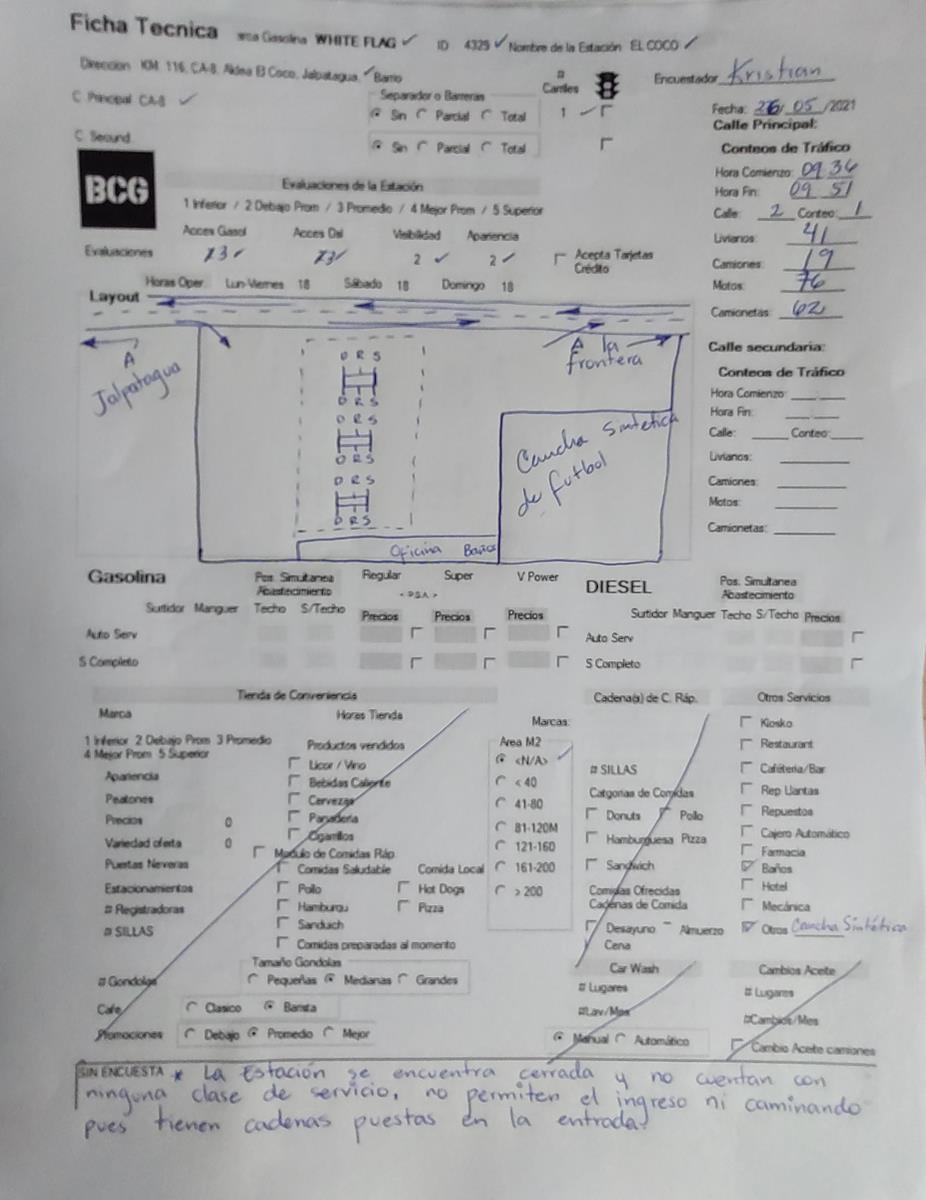 Ficha Tecnica
Gasolina WHITE FLAG ✓ ID 4329 ✓ Nombre de la Estación EL COCO ✓
Direccion KM. 116, CA-8, Aldea El Coco, Jalpatagua, ✓ Barrio
# Carriles
Encuestador Kristian
C Principal CA-8 ✓
Separador o Barreras
Sin Parcial Total 1 ✓
Fecha: 26/05/2021
C Secund
Sin Parcial Total
Calle Principal:
Conteos de Tráfico
Hora Comienzo: 09 36
Hora Fin: 09 51
Calle: 2 Conteo: 1
Livianos: 41
Camiones: 19
Motos: 76
Camionetas: 62
BCG
Evaluaciones de la Estación
1 Inferior / 2 Debajo Prom / 3 Promedio / 4 Mejor Prom / 5 Superior
Acces Gasol Acces Dsl Visibilidad Apariencia
Evaluaciones 3 ✓ 3 ✓ 2 ✓ 2 ✓
Acepta Tarjetas Crédito
Horas Oper. Lun-Viernes 18 Sábado 18 Domingo 18
Layout
A Jalpatagua
A la frontera
D R S
D R S
D R S
D R S
D R S
D R S
Cancha Sintetica de futbol
Oficina Baños
Calle secundaria:
Conteos de Tráfico
Hora Comienzo:
Hora Fin:
Calle: Conteo:
Livianos:
Camiones:
Motos:
Camionetas:
Gasolina
Pos. Simultanea Abastecimiento
Regular Super V Power
Surtidor Manguer Techo S/Techo Precios Precios Precios
Auto Serv
S Completo
DIESEL
Pos. Simultanea Abastecimiento
Surtidor Manguer Techo S/Techo Precios
Auto Serv
S Completo
Tienda de Conveniencia
Marca Horas Tienda
1 Inferior 2 Debajo Prom 3 Promedio
4 Mejor Prom 5 Superior
Apariencia
Peatones
Precios 0
Variedad oferta 0
Puertas Neveras
Estacionamientos
# Registradoras
# SILLAS
Productos vendidos
Licor / Vino
Bebidas Caliente
Cervezas
Panaderia
Cigarrillos
Modulo de Comidas Ráp
Comidas Saludable Comida Local
Pollo Hot Dogs
Hamburgu Pizza
Sanduich
Comidas preparadas al momento
Marcas:
Area M2
<N/A>
< 40
41-80
81-120M
121-160
161-200
> 200
# Gondolas
Tamaño Gondolas
Pequeñas Medianas Grandes
Cafe Clasico Barista
Promociones Debajo Promedio Mejor
Cadena(s) de C. Ráp.
# SILLAS
Catgorias de Comidas
Donuts Pollo
Hamburguesa Pizza
Sandwich
Comidas Ofrecidas
Cadenas de Comida
Desayuno Almuerzo
Cena
Car Wash
# Lugares
#Lav/Mes
Manual Automático
Otros Servicios
Kiosko
Restaurant
Caféteria/Bar
Rep Llantas
Repuestos
Cajero Automático
Farmacia
Baños
Hotel
Mecánica
Otros Cancha Sintética
Cambios Aceite
# Lugares
#Cambios/Mes
Cambio Aceite camiones
SIN ENCUESTA * La Estación se encuentra cerrada y no cuentan con
ninguna clase de servicio, no permiten el ingreso ni caminando
pues tienen cadenas puestas en la entrada.